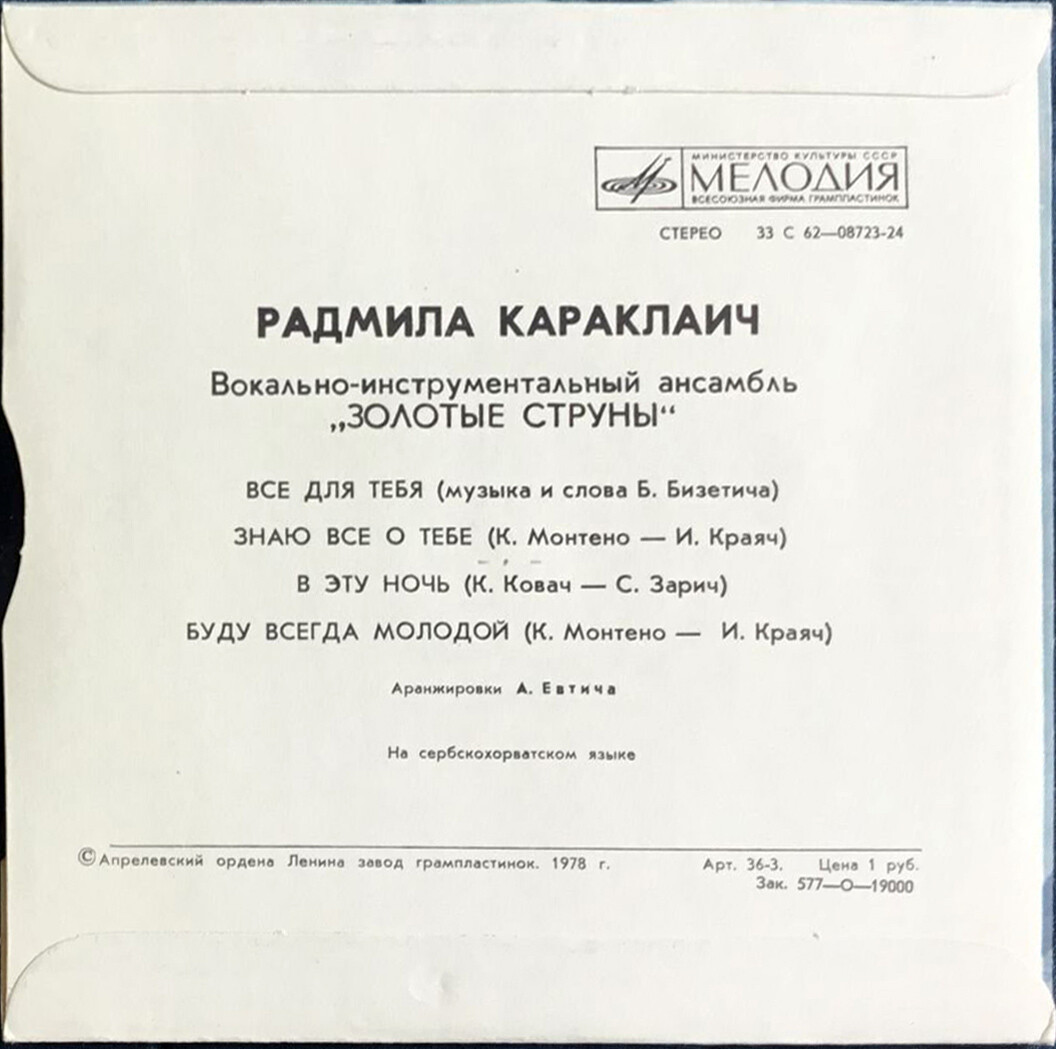 МИНИСТЕРСТВО КУЛЬТУРЫ СССР
МЕЛОДИЯ
ВСЕСОЮЗНАЯ ФИРМА ГРАМПЛАСТИНОК
СТЕРЕО 33 С 62—08723-24
РАДМИЛА КАРАКЛАИЧ
Вокально-инструментальный ансамбль
„ЗОЛОТЫЕ СТРУНЫ“
ВСЕ ДЛЯ ТЕБЯ (музыка и слова Б. Бизетича)
ЗНАЮ ВСЕ О ТЕБЕ (К. Монтено — И. Краяч)
В ЭТУ НОЧЬ (К. Ковач — С. Зарич)
БУДУ ВСЕГДА МОЛОДОЙ (К. Монтено — И. Краяч)
Аранжировки А. Евтича
На сербскохорватском языке
© Апрелевский ордена Ленина завод грампластинок. 1978 г. Арт. 36-3. Цена 1 руб.
Зак. 577—О—19000